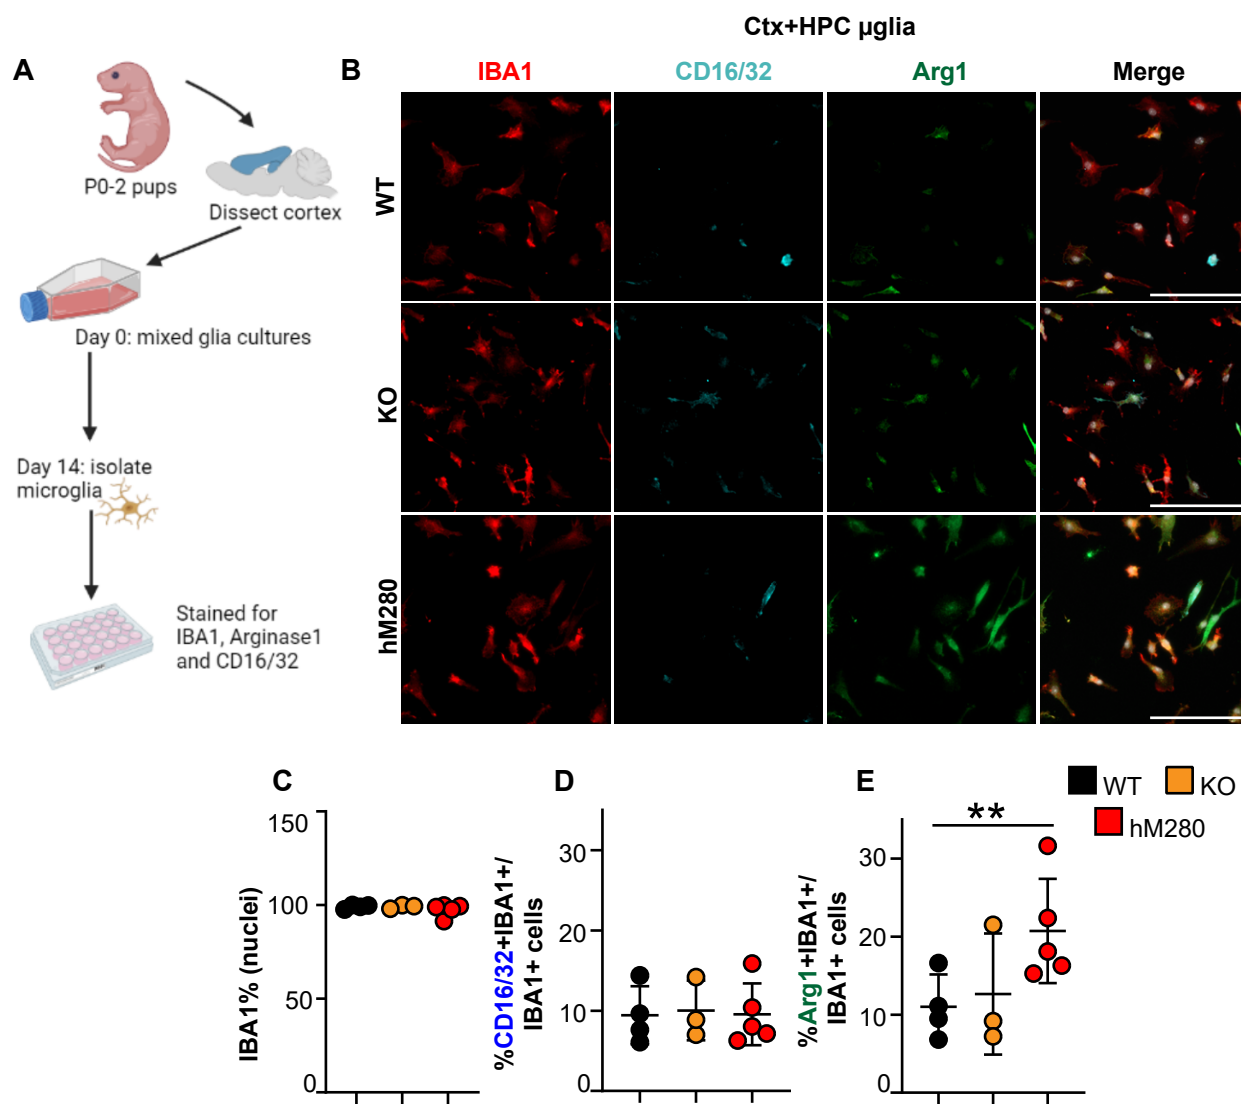 Ctx+HPC µglia
A
B
IBA1
CD16/32
Arg1
Merge
P0-2 pups
Dissect cortex
Day 0: mixed glia cultures
Day 14: isolate
microglia
Stained for
IBA1, Arginase1
and CD16/32
WT
KO
hM280
C
D
E
WT
KO
hM280
IBA1% (nuclei)
150
100
50
0
%CD16/32+IBA1+/
IBA1+ cells
30
20
10
0
%Arg1+IBA1+/
IBA1+ cells
30
20
10
0
**